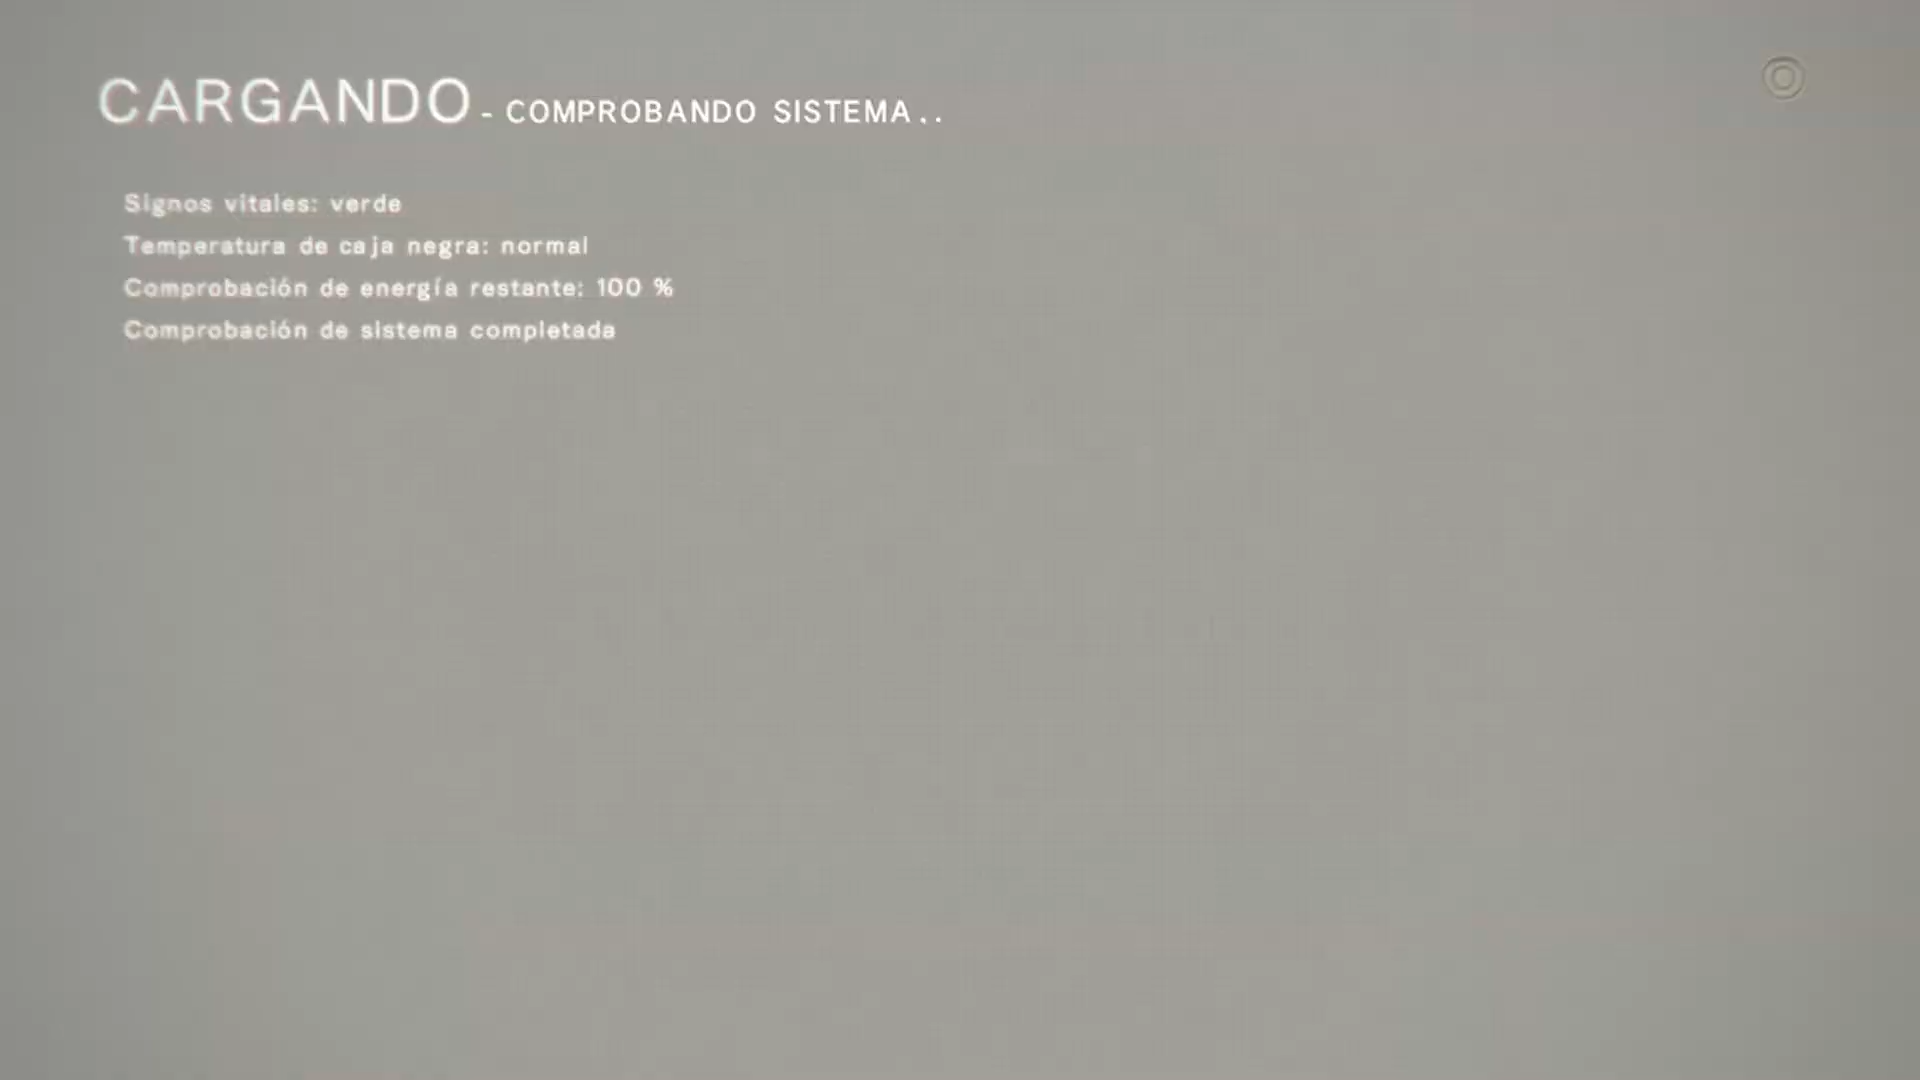 CARGANDO - COMPROBANDO SISTEMA..
Signos vitales: verde
Temperatura de caja negra: normal
Comprobación de energía restante: 100 %
Comprobación de sistema completada